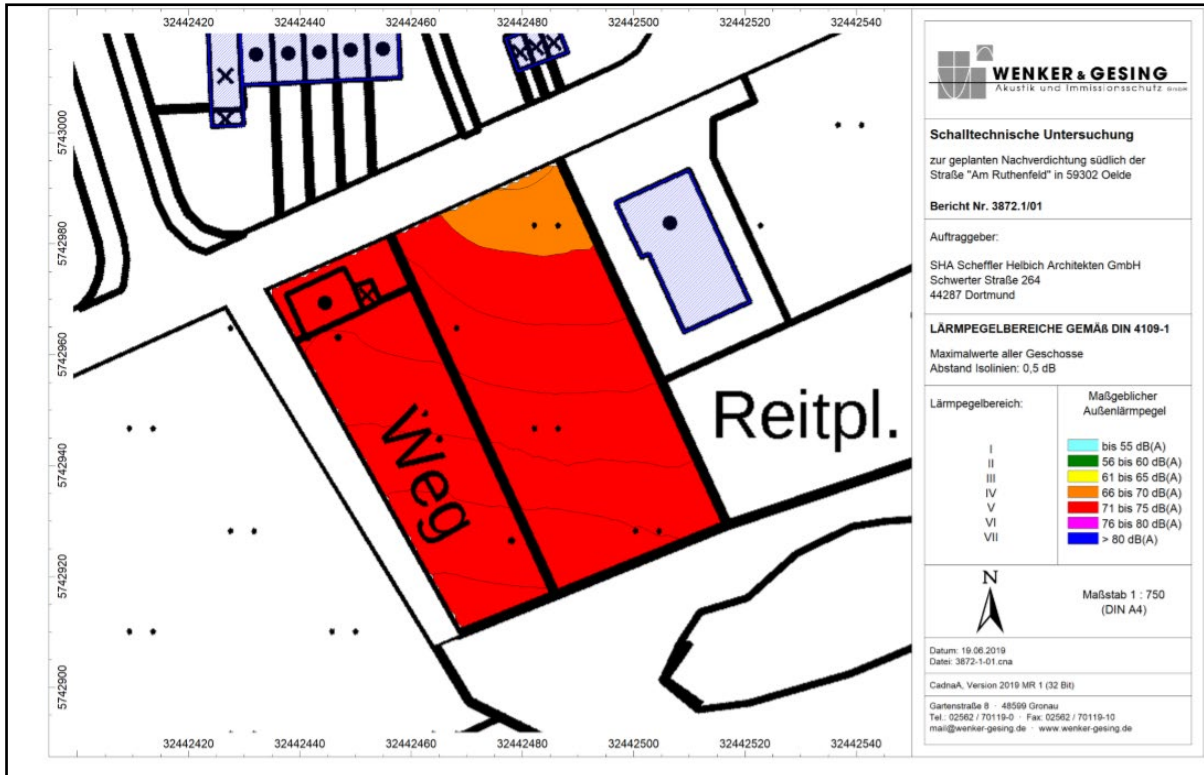 32442420 32442440 32442460 32442480 32442500 32442520 32442540
5743000
5742980
5742960
5742940
5742920
5742900
Weg
Reitpl.
32442420 32442440 32442460 32442480 32442500 32442520 32442540
WENKER & GESING
Akustik und Immissionsschutz GmbH
Schalltechnische Untersuchung
zur geplanten Nachverdichtung südlich der
Straße "Am Ruthenfeld" in 59302 Oelde
Bericht Nr. 3872.1/01
Auftraggeber:
SHA Scheffler Helbich Architekten GmbH
Schwerter Straße 264
44287 Dortmund
LÄRMPEGELBEREICHE GEMÄß DIN 4109-1
Maximalwerte aller Geschosse
Abstand Isolinien: 0,5 dB
Lärmpegelbereich:
Maßgeblicher
Außenlärmpegel
I bis 55 dB(A)
II 56 bis 60 dB(A)
III 61 bis 65 dB(A)
IV 66 bis 70 dB(A)
V 71 bis 75 dB(A)
VI 76 bis 80 dB(A)
VII > 80 dB(A)
N
Maßstab 1 : 750
(DIN A4)
Datum: 19.06.2019
Datei: 3872-1-01.cna
CadnaA, Version 2019 MR 1 (32 Bit)
Gartenstraße 8 · 48599 Gronau
Tel.: 02562 / 70119-0 · Fax: 02562 / 70119-10
mail@wenker-gesing.de · www.wenker-gesing.de